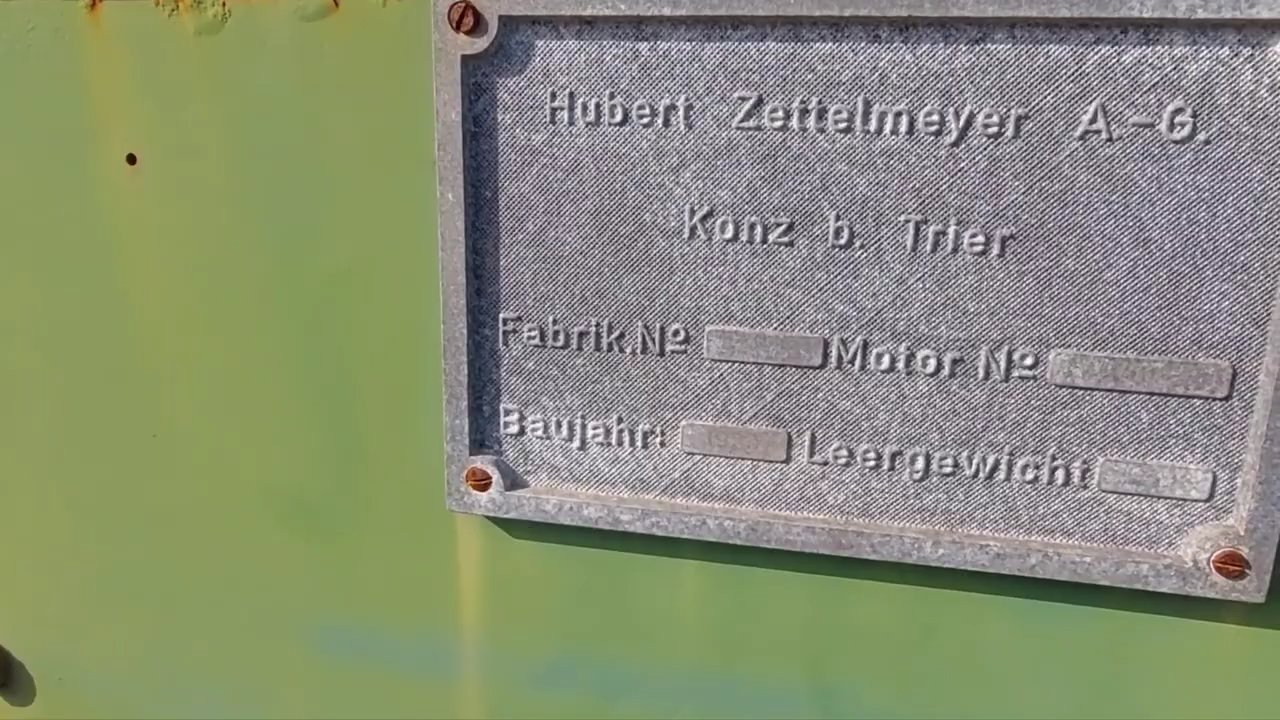 Hubert Zettelmeyer A.-G.
Konz b. Trier
Fabrik.Nº Motor Nº
Baujahr: Leergewicht